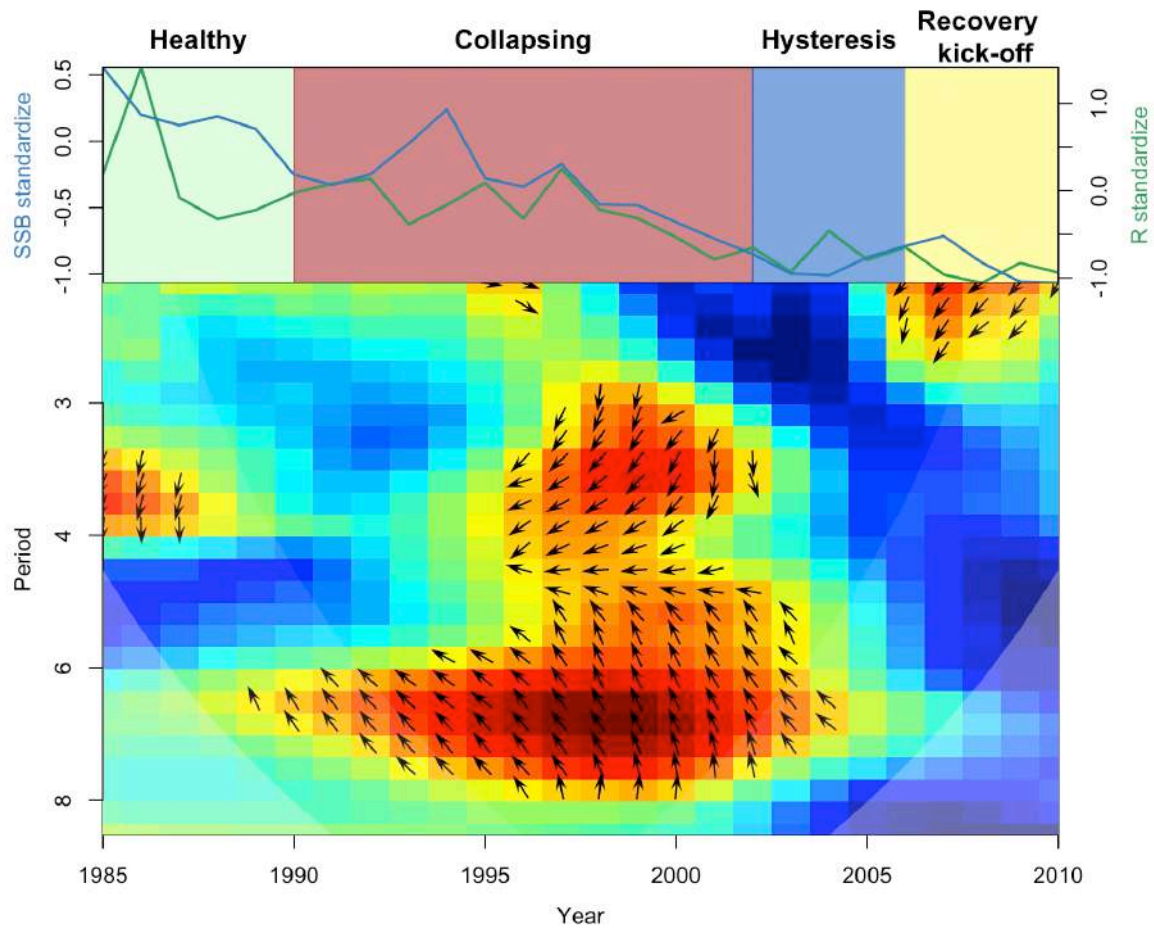 Healthy
Collapsing
Hysteresis
Recovery
kick-off
SSB standardize
0.5
0.0
-0.5
-1.0
1.0
0.0
-1.0
R standardize
Period
3
4
6
8
1985
1990
1995
2000
2005
2010
Year